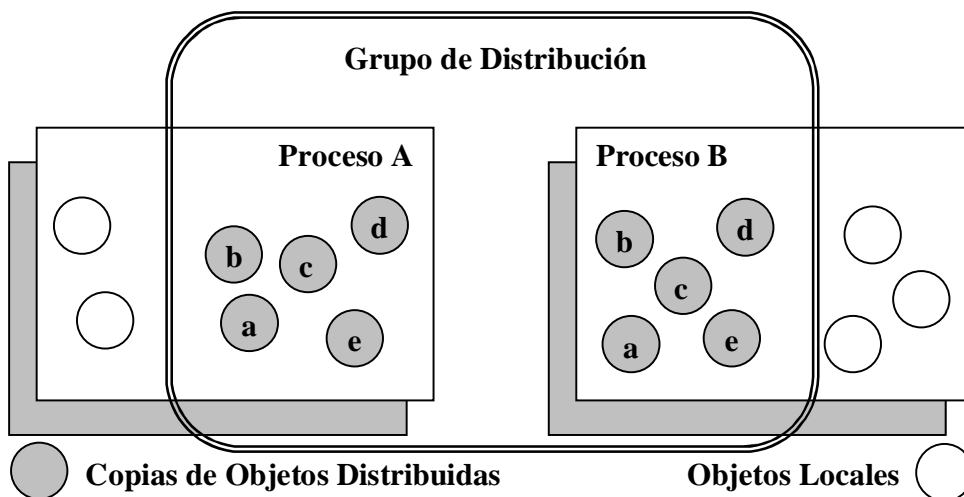 Grupo de Distribución
Proceso A
Proceso B
b
c
d
a
e
b
d
c
a
e
Copias de Objetos Distribuidas
Objetos Locales